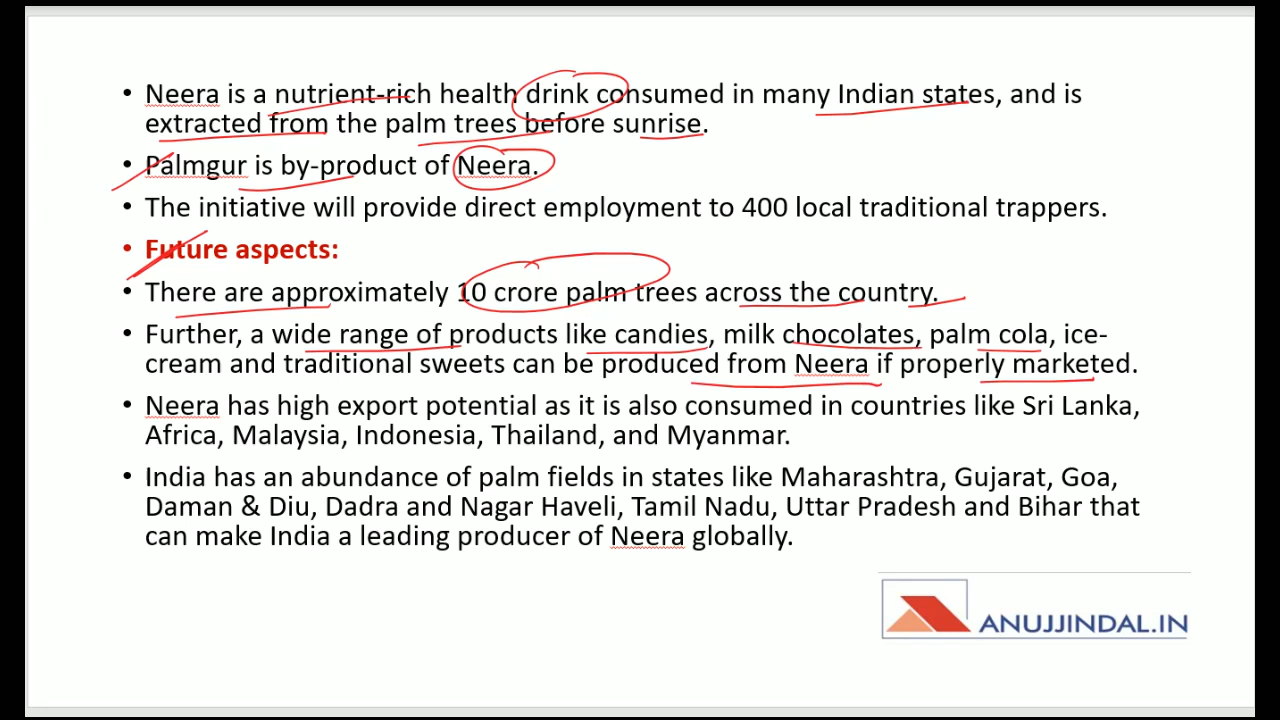 • Neera is a nutrient-rich health drink consumed in many Indian states, and is
extracted from the palm trees before sunrise.
• Palmgur is by-product of Neera.
• The initiative will provide direct employment to 400 local traditional trappers.
• Future aspects:
• There are approximately 10 crore palm trees across the country.
• Further, a wide range of products like candies, milk chocolates, palm cola, ice-
cream and traditional sweets can be produced from Neera if properly marketed.
• Neera has high export potential as it is also consumed in countries like Sri Lanka,
Africa, Malaysia, Indonesia, Thailand, and Myanmar.
• India has an abundance of palm fields in states like Maharashtra, Gujarat, Goa,
Daman & Diu, Dadra and Nagar Haveli, Tamil Nadu, Uttar Pradesh and Bihar that
can make India a leading producer of Neera globally.
ANUJJINDAL.IN